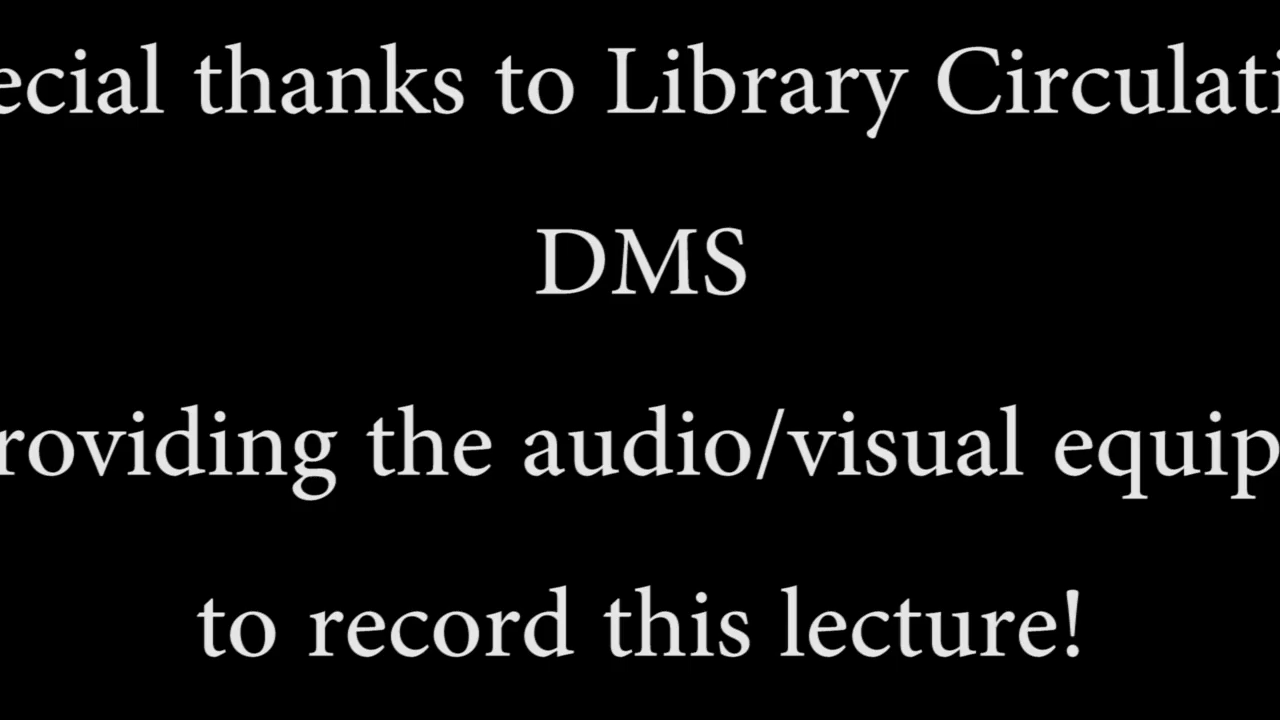 ecial thanks to Library Circulati
DMS
roviding the audio/visual equip
to record this lecture!